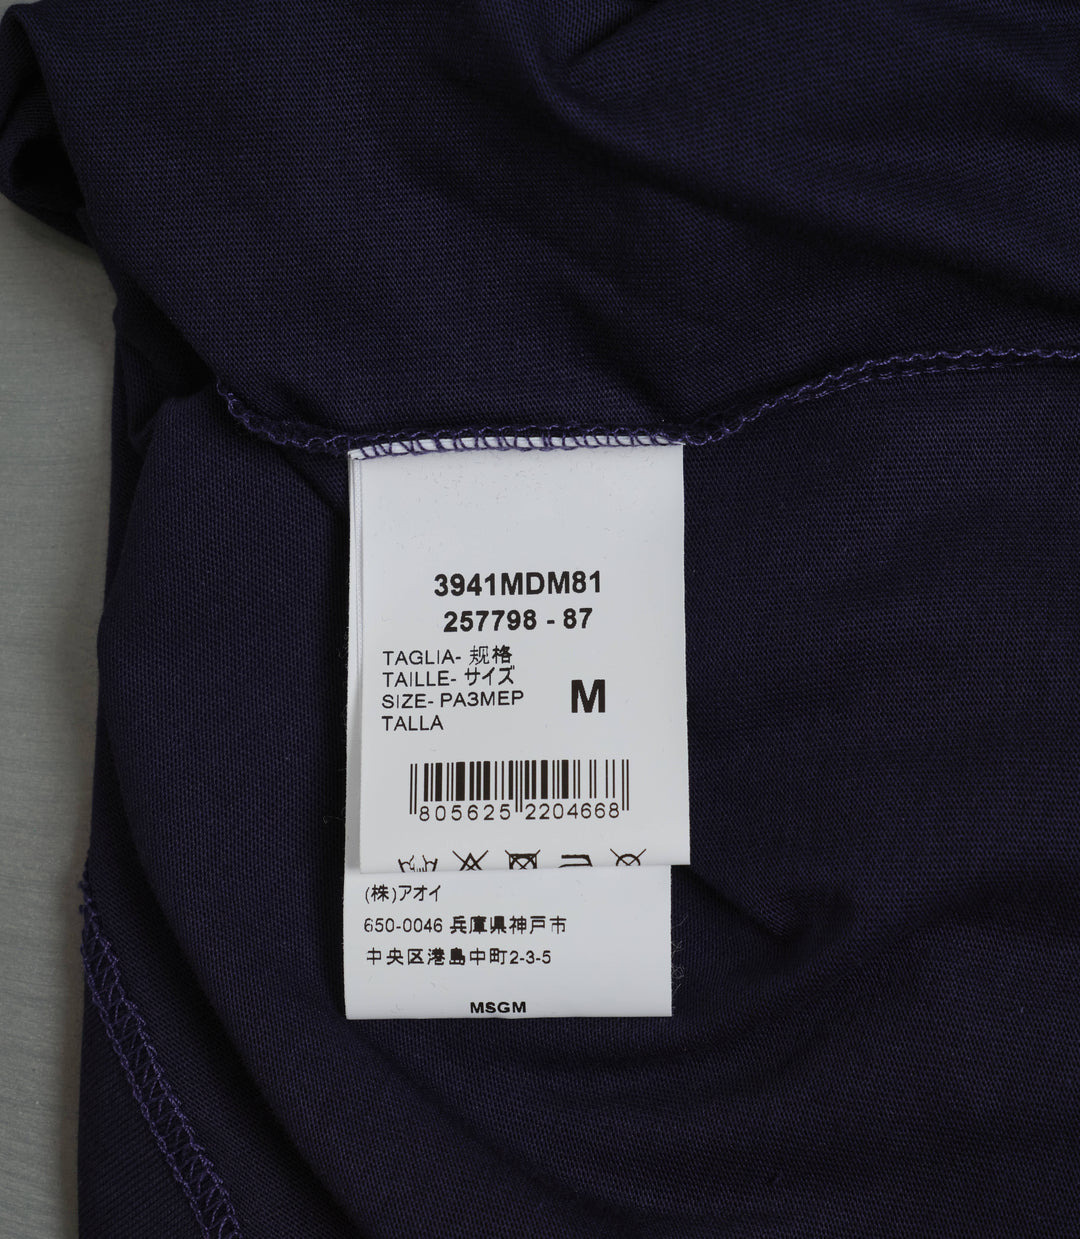 3941MDM81
257798 - 87
TAGLIA- 规格
TAILLE- サイズ
SIZE- РАЗМЕР
TALLA
M
805625 2204668
(株)アオイ
650-0046 兵庫県神戸市
中央区港島中町2-3-5
MSGM